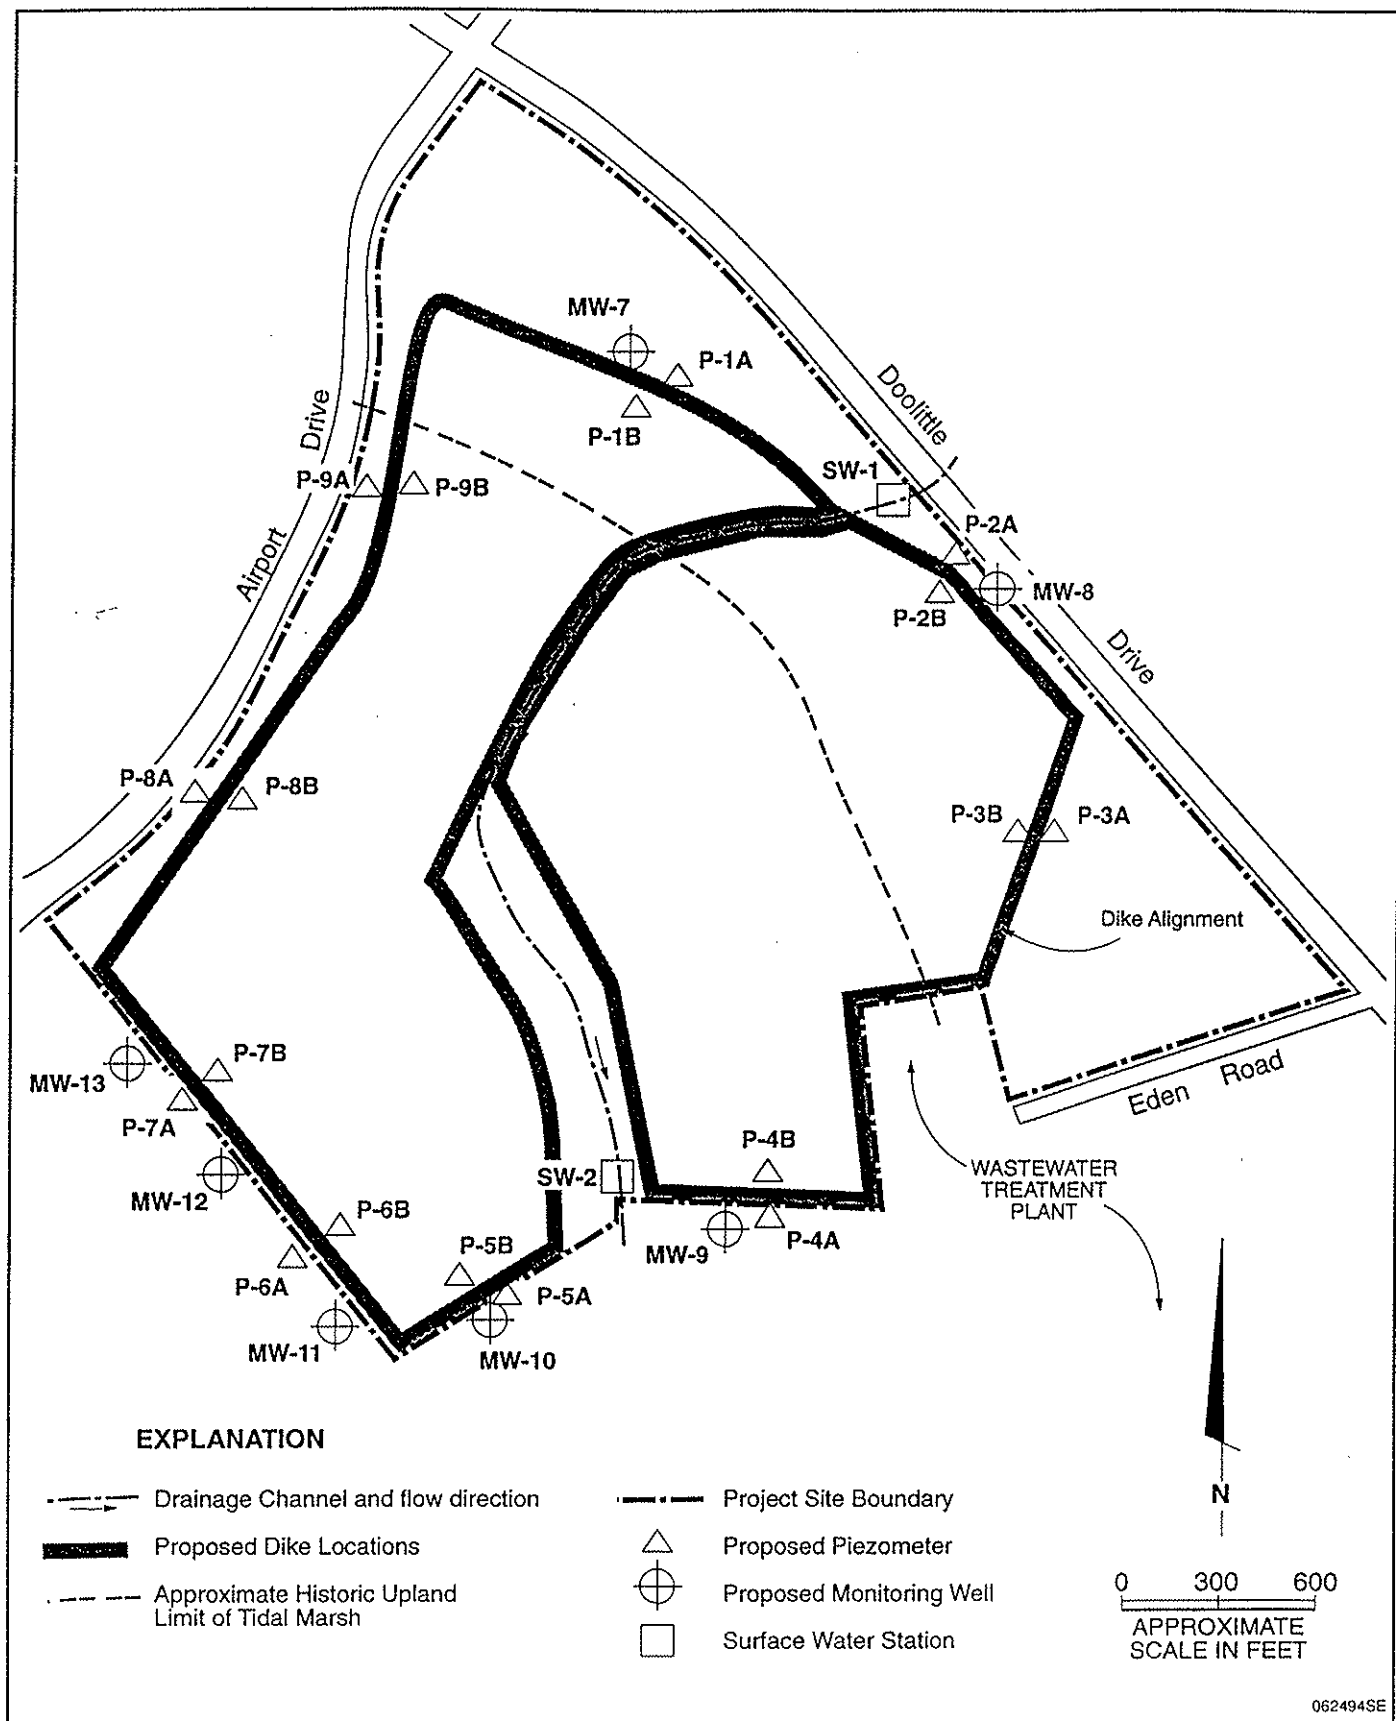 MW-7
P-1A
P-1B
Doolittle
Drive
Airport
Drive
P-9A
P-9B
SW-1
P-2A
MW-8
P-2B
P-8A
P-8B
P-3B
P-3A
Dike Alignment
MW-13
P-7B
P-7A
MW-12
Eden Road
P-4B
SW-2
WASTEWATER
TREATMENT
PLANT
P-6B
P-5B
MW-9
P-4A
P-6A
P-5A
MW-11
MW-10
EXPLANATION
Drainage Channel and flow direction
Proposed Dike Locations
Approximate Historic Upland
Limit of Tidal Marsh
Project Site Boundary
Proposed Piezometer
Proposed Monitoring Well
Surface Water Station
N
0 300 600
APPROXIMATE
SCALE IN FEET
062494SE